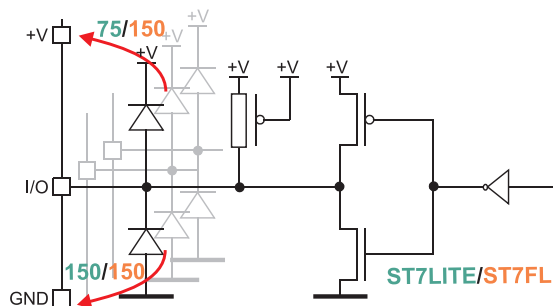 +V
75/150
+V
+V
+V
+V
+V
+V
I/O
150/150
ST7LITE/ST7FL
GND